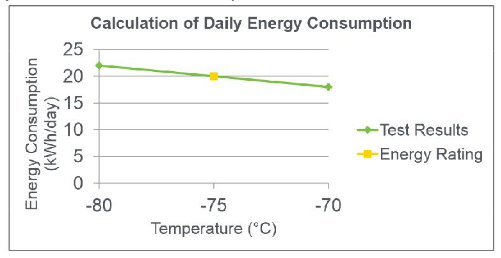 Calculation of Daily Energy Consumption
Energy Consumption
(kWh/day)
25
20
15
10
5
0
-80
-75
-70
Temperature (°C)
Test Results
Energy Rating